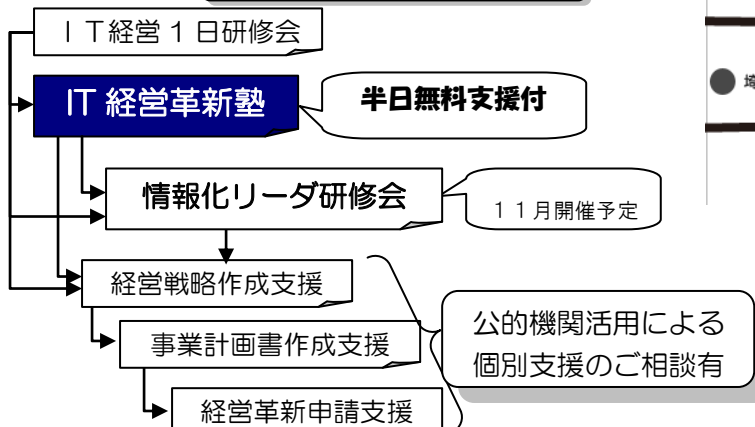 ＩＴ経営１日研修会
IT 経営革新塾
半日無料支援付
情報化リーダ研修会
１１月開催予定
経営戦略作成支援
事業計画書作成支援
経営革新申請支援
公的機関活用による
個別支援のご相談有